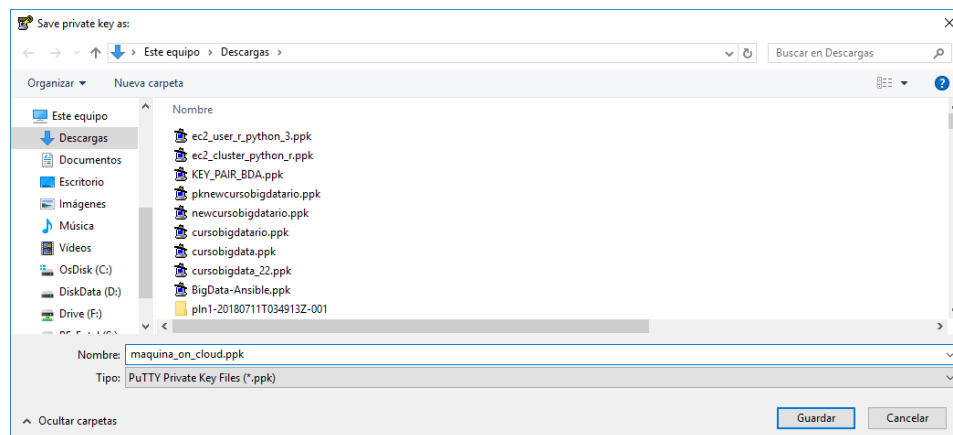 Save private key as:
Este equipo > Descargas >
Buscar en Descargas
Organizar
Nueva carpeta
Nombre
Este equipo
Descargas
Documentos
Escritorio
Imágenes
Música
Vídeos
OsDisk (C:)
DiskData (D:)
Drive (F:)
ec2_user_r_python_3.ppk
ec2_cluster_python_r.ppk
KEY_PAIR_BDA.ppk
pknewcursobigdatario.ppk
newcursobigdatario.ppk
cursobigdatario.ppk
cursobigdata.ppk
cursobigdata_22.ppk
BigData-Ansible.ppk
pln1-20180711T034913Z-001
Nombre: maquina_on_cloud.ppk
Tipo: PuTTY Private Key Files (*.ppk)
Ocultar carpetas
Guardar
Cancelar